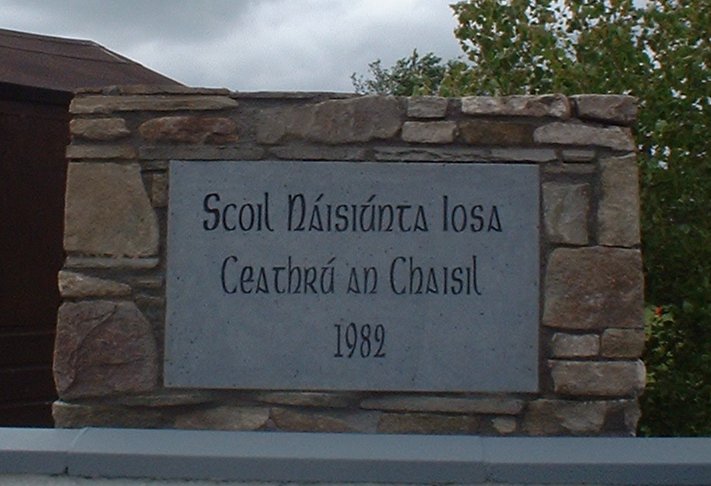 Scoil Náisiúnta Iosa
Ceathrú an Chaisil
1982